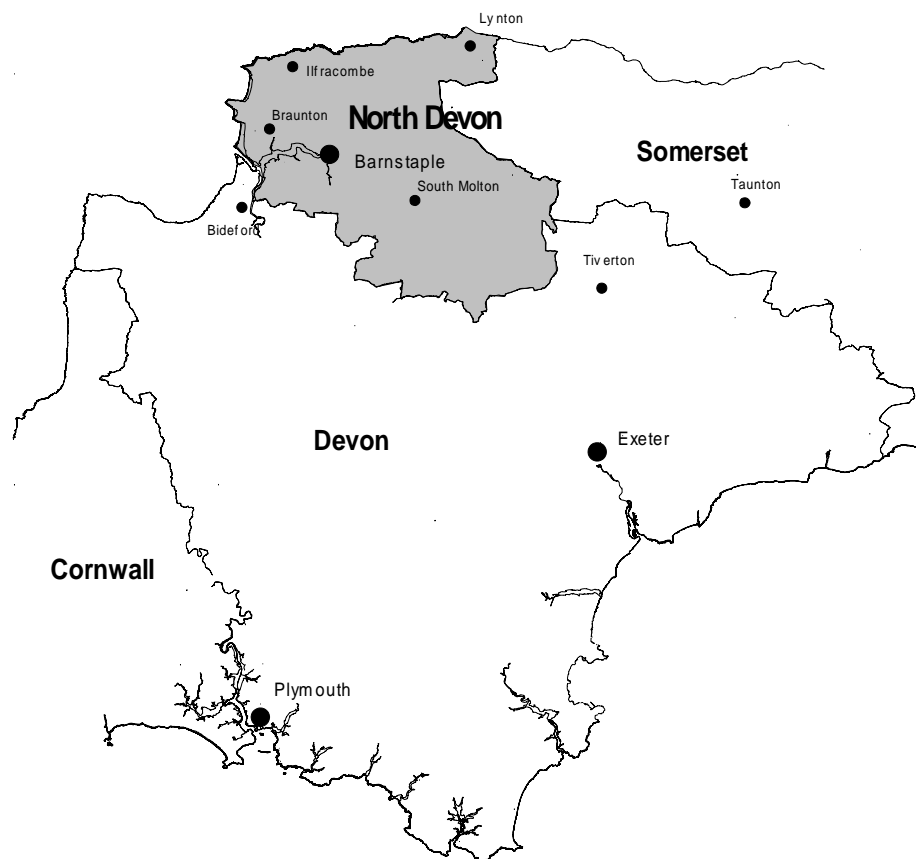 Lynton
Ilfracombe
Braunton
North Devon
Barnstaple
Somerset
South Molton
Taunton
Bideford
Tiverton
Devon
Exeter
Cornwall
Plymouth